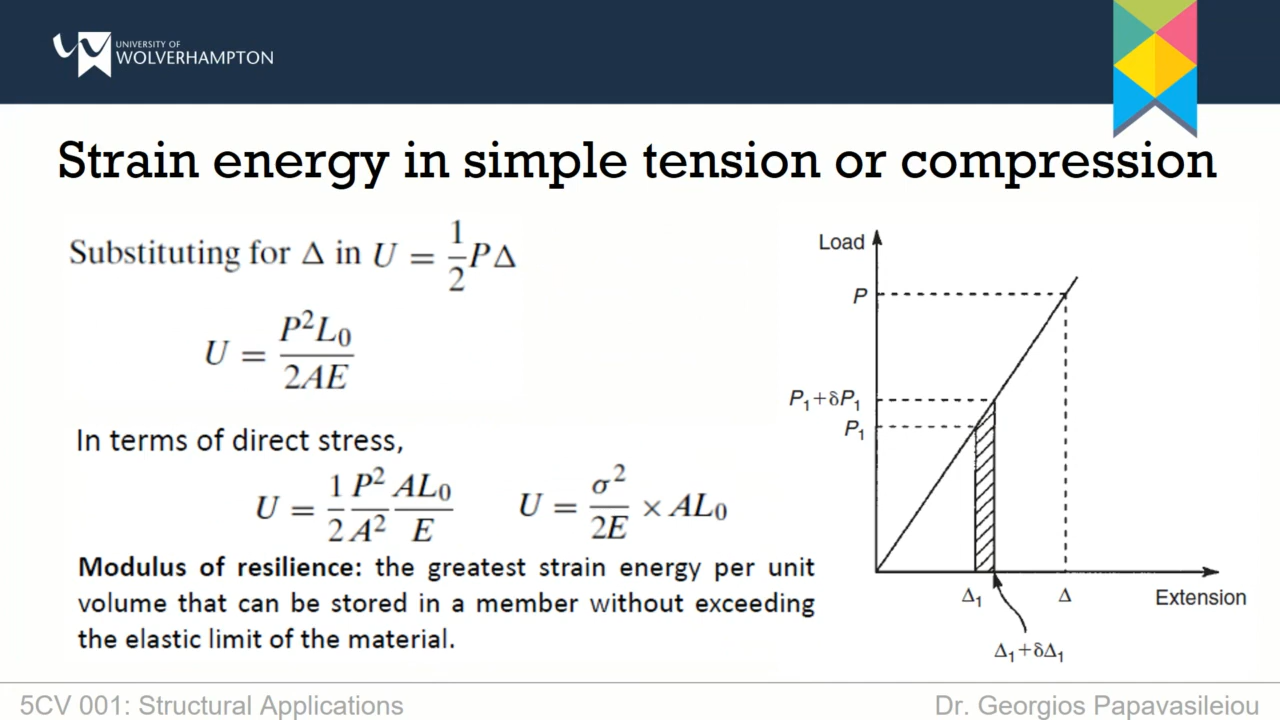 UNIVERSITY OF
WOLVERHAMPTON
Strain energy in simple tension or compression
Substituting for Δ in U = 1/2 PΔ
U = P²L₀/2AE
In terms of direct stress,
U = 1/2 P²/A² AL₀/E
U = σ²/2E × AL₀
Modulus of resilience: the greatest strain energy per unit
volume that can be stored in a member without exceeding
the elastic limit of the material.
Load
P
P₁+δP₁
P₁
Δ₁
Δ
Extension
Δ₁+δΔ₁
5CV 001: Structural Applications
Dr. Georgios Papavasileiou